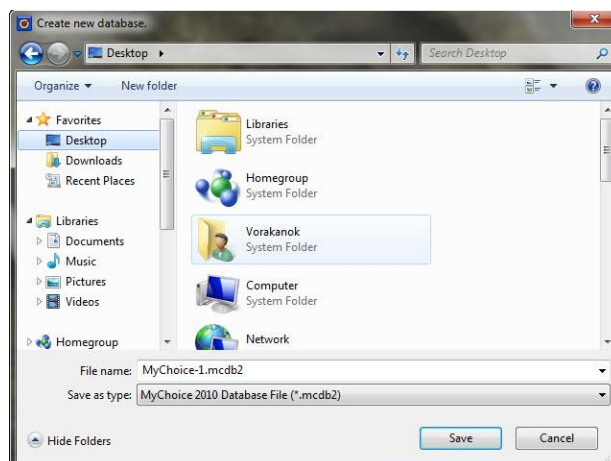 Create new database.
Desktop
Search Desktop
Organize
New folder
Favorites
Desktop
Downloads
Recent Places
Libraries
Documents
Music
Pictures
Videos
Homegroup
Libraries
System Folder
Homegroup
System Folder
Vorakanok
System Folder
Computer
System Folder
Network
File name: MyChoice-1.mcdb2
Save as type: MyChoice 2010 Database File (*.mcdb2)
Hide Folders
Save
Cancel